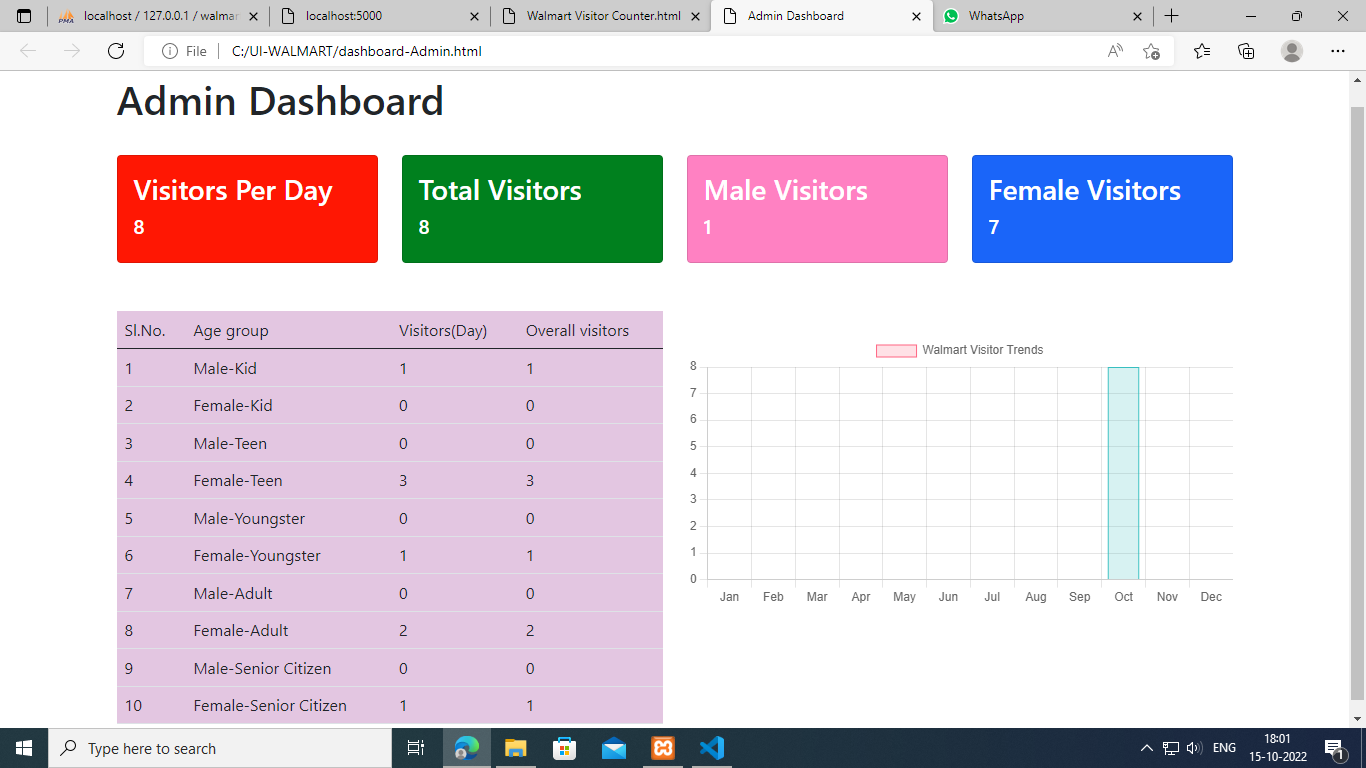 localhost / 127.0.0.1 / walmar
localhost:5000
Walmart Visitor Counter.html
Admin Dashboard
WhatsApp
File
C:/UI-WALMART/dashboard-Admin.html
Admin Dashboard
Visitors Per Day
8
Total Visitors
8
Male Visitors
1
Female Visitors
7
Sl.No. Age group Visitors(Day) Overall visitors
1 Male-Kid 1 1
2 Female-Kid 0 0
3 Male-Teen 0 0
4 Female-Teen 3 3
5 Male-Youngster 0 0
6 Female-Youngster 1 1
7 Male-Adult 0 0
8 Female-Adult 2 2
9 Male-Senior Citizen 0 0
10 Female-Senior Citizen 1 1
Walmart Visitor Trends
8
7
6
5
4
3
2
1
0
Jan Feb Mar Apr May Jun Jul Aug Sep Oct Nov Dec
Type here to search
ENG
18:01
15-10-2022
1